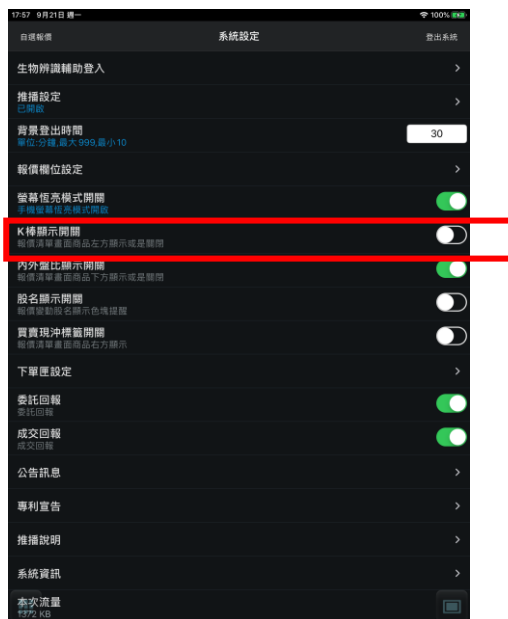 17:57 9月21日 週一
100%
自選報價
系統設定
登出系統
生物辨識輔助登入
推播設定
已開啟
背景登出時間
單位:分鐘,最大999,最小10
30
報價欄位設定
螢幕恆亮模式開關
手機螢幕恆亮模式開啟
K棒顯示開關
報價清單畫面商品左方顯示或是關閉
內外盤比顯示開關
報價清單畫面商品下方顯示或是關閉
股名顯示開關
報價變動股名顯示色塊提醒
買賣現沖標籤開關
報價清單畫面商品右方顯示
下單匣設定
委託回報
委託回報
成交回報
成交回報
公告訊息
專利宣告
推播說明
系統資訊
本次流量
1372 KB